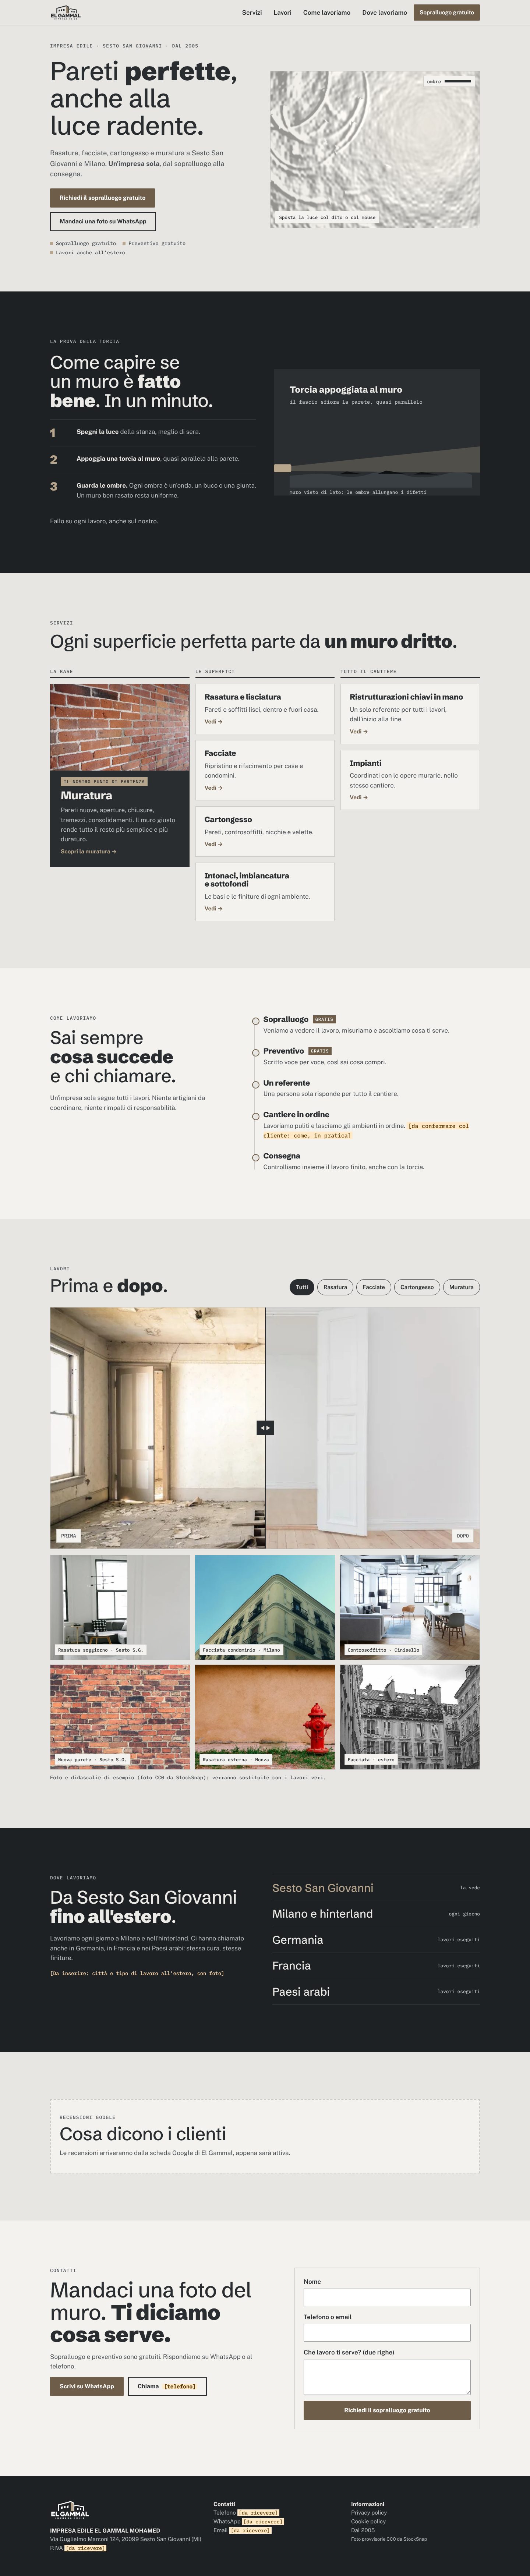 EL GAMMAL
IMPRESA EDILE
Servizi
Lavori
Come lavoriamo
Dove lavoriamo
Sopralluogo gratuito
IMPRESA EDILE · SESTO SAN GIOVANNI · DAL 2005
Pareti perfette,
anche alla
luce radente.
Rasature, facciate, cartongesso e muratura a Sesto San
Giovanni e Milano. Un'impresa sola, dal sopralluogo alla
consegna.
Richiedi il sopralluogo gratuito
Mandaci una foto su WhatsApp
Sopralluogo gratuito
Preventivo gratuito
Lavori anche all'estero
ombre
Sposta la luce col dito o col mouse
LA PROVA DELLA TORCIA
Come capire se
un muro è fatto
bene. In un minuto.
1
Spegni la luce della stanza, meglio di sera.
2
Appoggia una torcia al muro, quasi parallela alla parete.
3
Guarda le ombre. Ogni ombra è un'onda, un buco o una giunta.
Un muro ben rasato resta uniforme.
Fallo su ogni lavoro, anche sul nostro.
Torcia appoggiata al muro
il fascio sfiora la parete, quasi parallelo
muro visto di lato: le ombre allungano i difetti
SERVIZI
Ogni superficie perfetta parte da un muro dritto.
LA BASE
IL NOSTRO PUNTO DI PARTENZA
Muratura
Pareti nuove, aperture, chiusure,
tramezzi, consolidamenti. Il muro giusto
rende tutto il resto più semplice e più
duraturo.
Scopri la muratura →
LE SUPERFICI
Rasatura e lisciatura
Pareti e soffitti lisci, dentro e fuori casa.
Vedi →
Facciate
Ripristino e rifacimento per case e
condomini.
Vedi →
Cartongesso
Pareti, controsoffitti, nicchie e velette.
Vedi →
Intonaci, imbiancatura
e sottofondi
Le basi e le finiture di ogni ambiente.
Vedi →
TUTTO IL CANTIERE
Ristrutturazioni chiavi in mano
Un solo referente per tutti i lavori,
dall'inizio alla fine.
Vedi →
Impianti
Coordinati con le opere murarie, nello
stesso cantiere.
Vedi →
COME LAVORIAMO
Sai sempre
cosa succede
e chi chiamare.
Un'impresa sola segue tutti i lavori. Niente artigiani da
coordinare, niente rimpalli di responsabilità.
Sopralluogo GRATIS
Veniamo a vedere il lavoro, misuriamo e ascoltiamo cosa ti serve.
Preventivo GRATIS
Scritto voce per voce, così sai cosa compri.
Un referente
Una persona sola risponde per tutto il cantiere.
Cantiere in ordine
Lavoriamo puliti e lasciamo gli ambienti in ordine. [da confermare col
cliente: come, in pratica]
Consegna
Controlliamo insieme il lavoro finito, anche con la torcia.
LAVORI
Prima e dopo.
Tutti
Rasatura
Facciate
Cartongesso
Muratura
PRIMA
DOPO
Rasatura soggiorno · Sesto S.G.
Facciata condominio · Milano
Controsoffitto · Cinisello
Nuova parete · Sesto S.G.
Rasatura esterna · Monza
Facciata · estero
Foto e didascalie di esempio (foto CC0 da StockSnap): verranno sostituite con i lavori veri.
DOVE LAVORIAMO
Da Sesto San Giovanni
fino all'estero.
Lavoriamo ogni giorno a Milano e nell'hinterland. Ci hanno chiamato
anche in Germania, in Francia e nei Paesi arabi: stessa cura, stesse
finiture.
[Da inserire: città e tipo di lavoro all'estero, con foto]
Sesto San Giovanni
la sede
Milano e hinterland
ogni giorno
Germania
lavori eseguiti
Francia
lavori eseguiti
Paesi arabi
lavori eseguiti
RECENSIONI GOOGLE
Cosa dicono i clienti
Le recensioni arriveranno dalla scheda Google di El Gammal, appena sarà attiva.
CONTATTI
Mandaci una foto del
muro. Ti diciamo
cosa serve.
Sopralluogo e preventivo sono gratuiti. Rispondiamo su WhatsApp o al
telefono.
Scrivi su WhatsApp
Chiama [telefono]
Nome
Telefono o email
Che lavoro ti serve? (due righe)
Richiedi il sopralluogo gratuito
EL GAMMAL
IMPRESA EDILE
IMPRESA EDILE EL GAMMAL MOHAMED
Via Guglielmo Marconi 124, 20099 Sesto San Giovanni (MI)
P.IVA [da ricevere]
Contatti
Telefono [da ricevere]
WhatsApp [da ricevere]
Email [da ricevere]
Informazioni
Privacy policy
Cookie policy
Dal 2005
Foto provvisorie CC0 da StockSnap